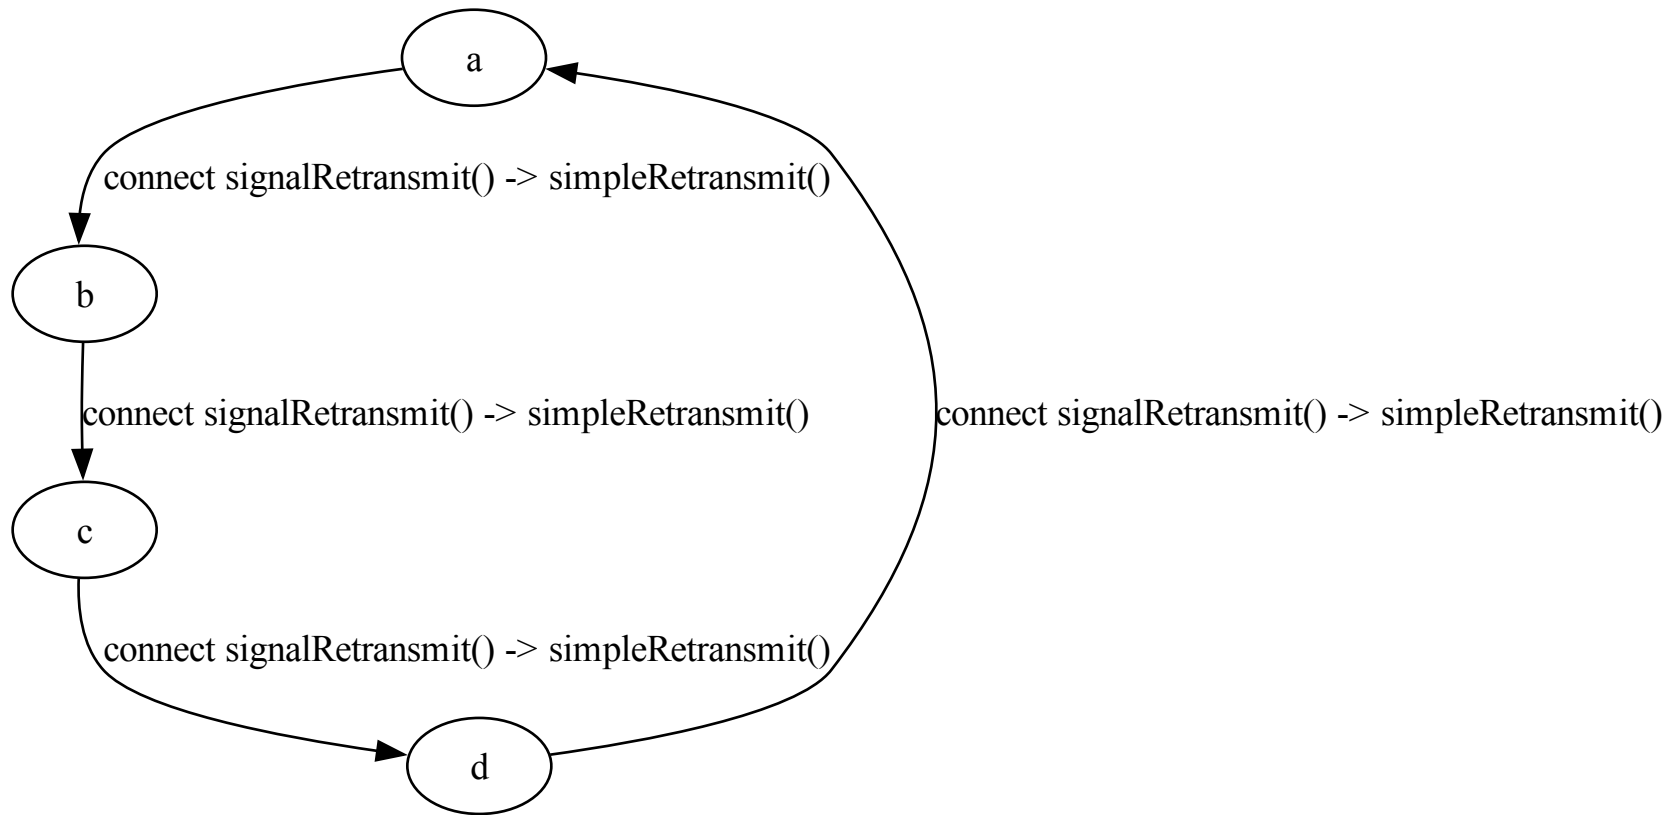 a
connect signalRetransmit() -> simpleRetransmit()
b
connect signalRetransmit() -> simpleRetransmit()
connect signalRetransmit() -> simpleRetransmit()
c
connect signalRetransmit() -> simpleRetransmit()
d